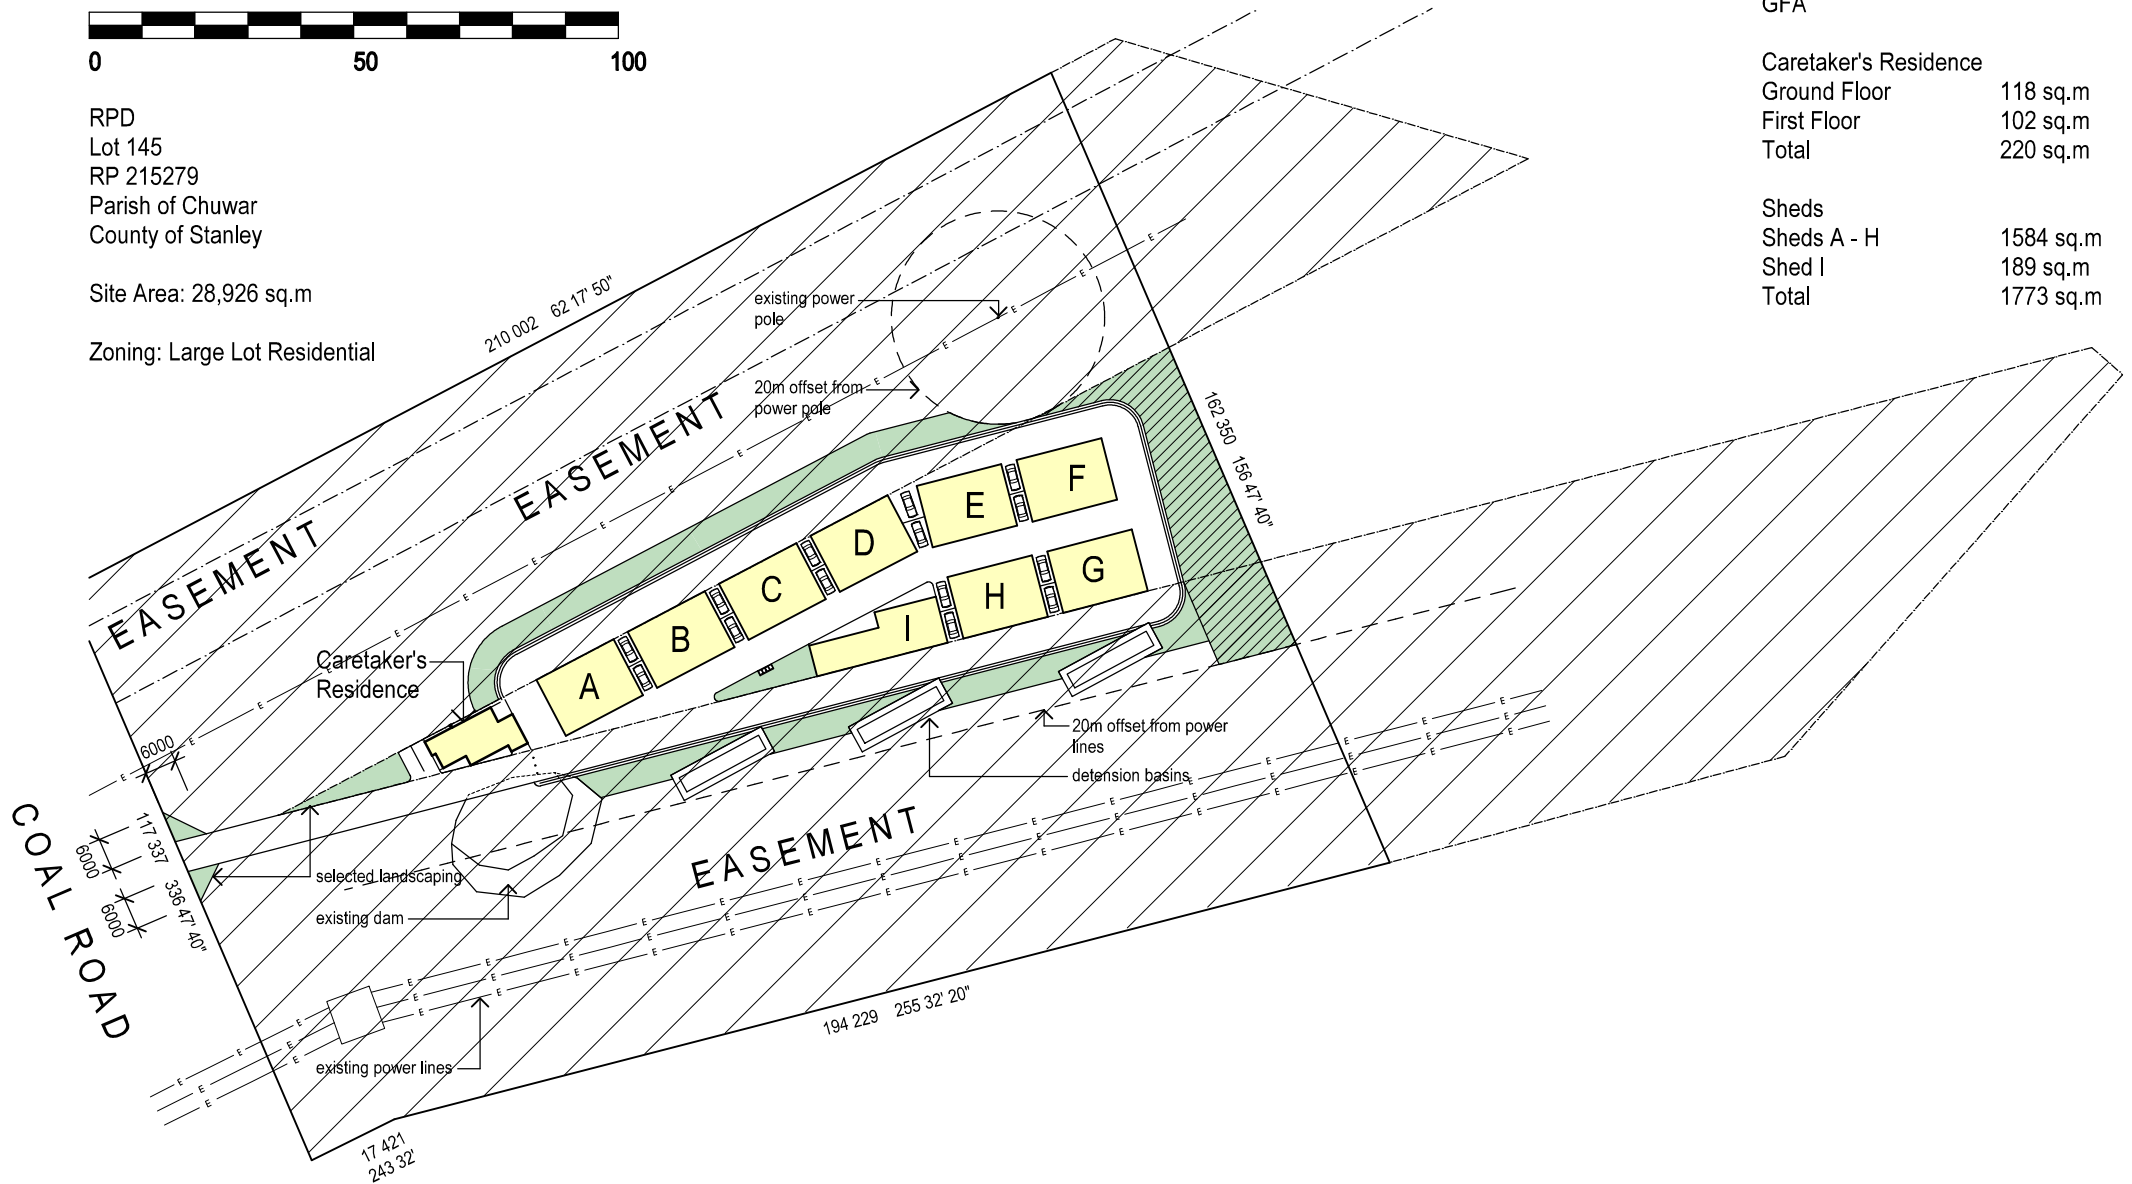 0 50 100
RPD
Lot 145
RP 215279
Parish of Chuwar
County of Stanley
Site Area: 28,926 sq.m
Zoning: Large Lot Residential
GFA
Caretaker's Residence
Ground Floor 118 sq.m
First Floor 102 sq.m
Total 220 sq.m
Sheds
Sheds A - H 1584 sq.m
Shed I 189 sq.m
Total 1773 sq.m
210 002 62 17' 50"
existing power
pole
20m offset from
power pole
EASEMENT
EASEMENT
162 350 156 47' 40"
F
E
D
C
B
A
G
H
I
Caretaker's
Residence
6000
20m offset from power
lines
detension basins
EASEMENT
COAL ROAD
117 337 336 47' 40"
6000
6000
selected landscaping
existing dam
existing power lines
194 229 255 32' 20"
17 421
243 32'
E E E E E E E E E E E E E E
E E E E E E E E E E E E E
E E E E E E E E E E E E E
E E E E E E E E E E E E E